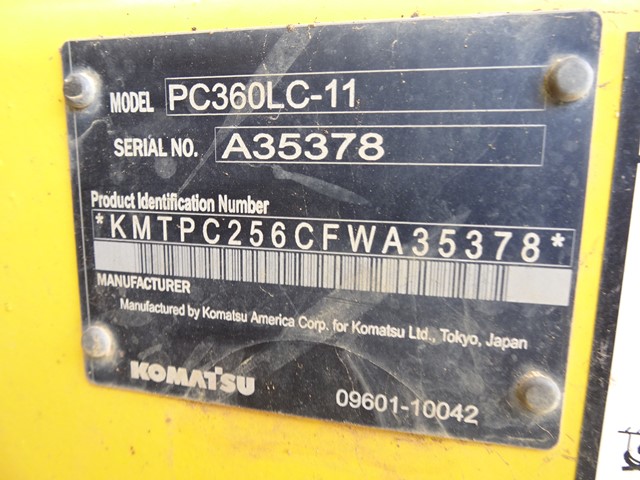 MODEL PC360LC-11
SERIAL NO. A35378
Product Identification Number
*KMTPC256CFWA35378*
MANUFACTURER
Manufactured by Komatsu America Corp. for Komatsu Ltd., Tokyo, Japan
KOMATSU
09601-10042